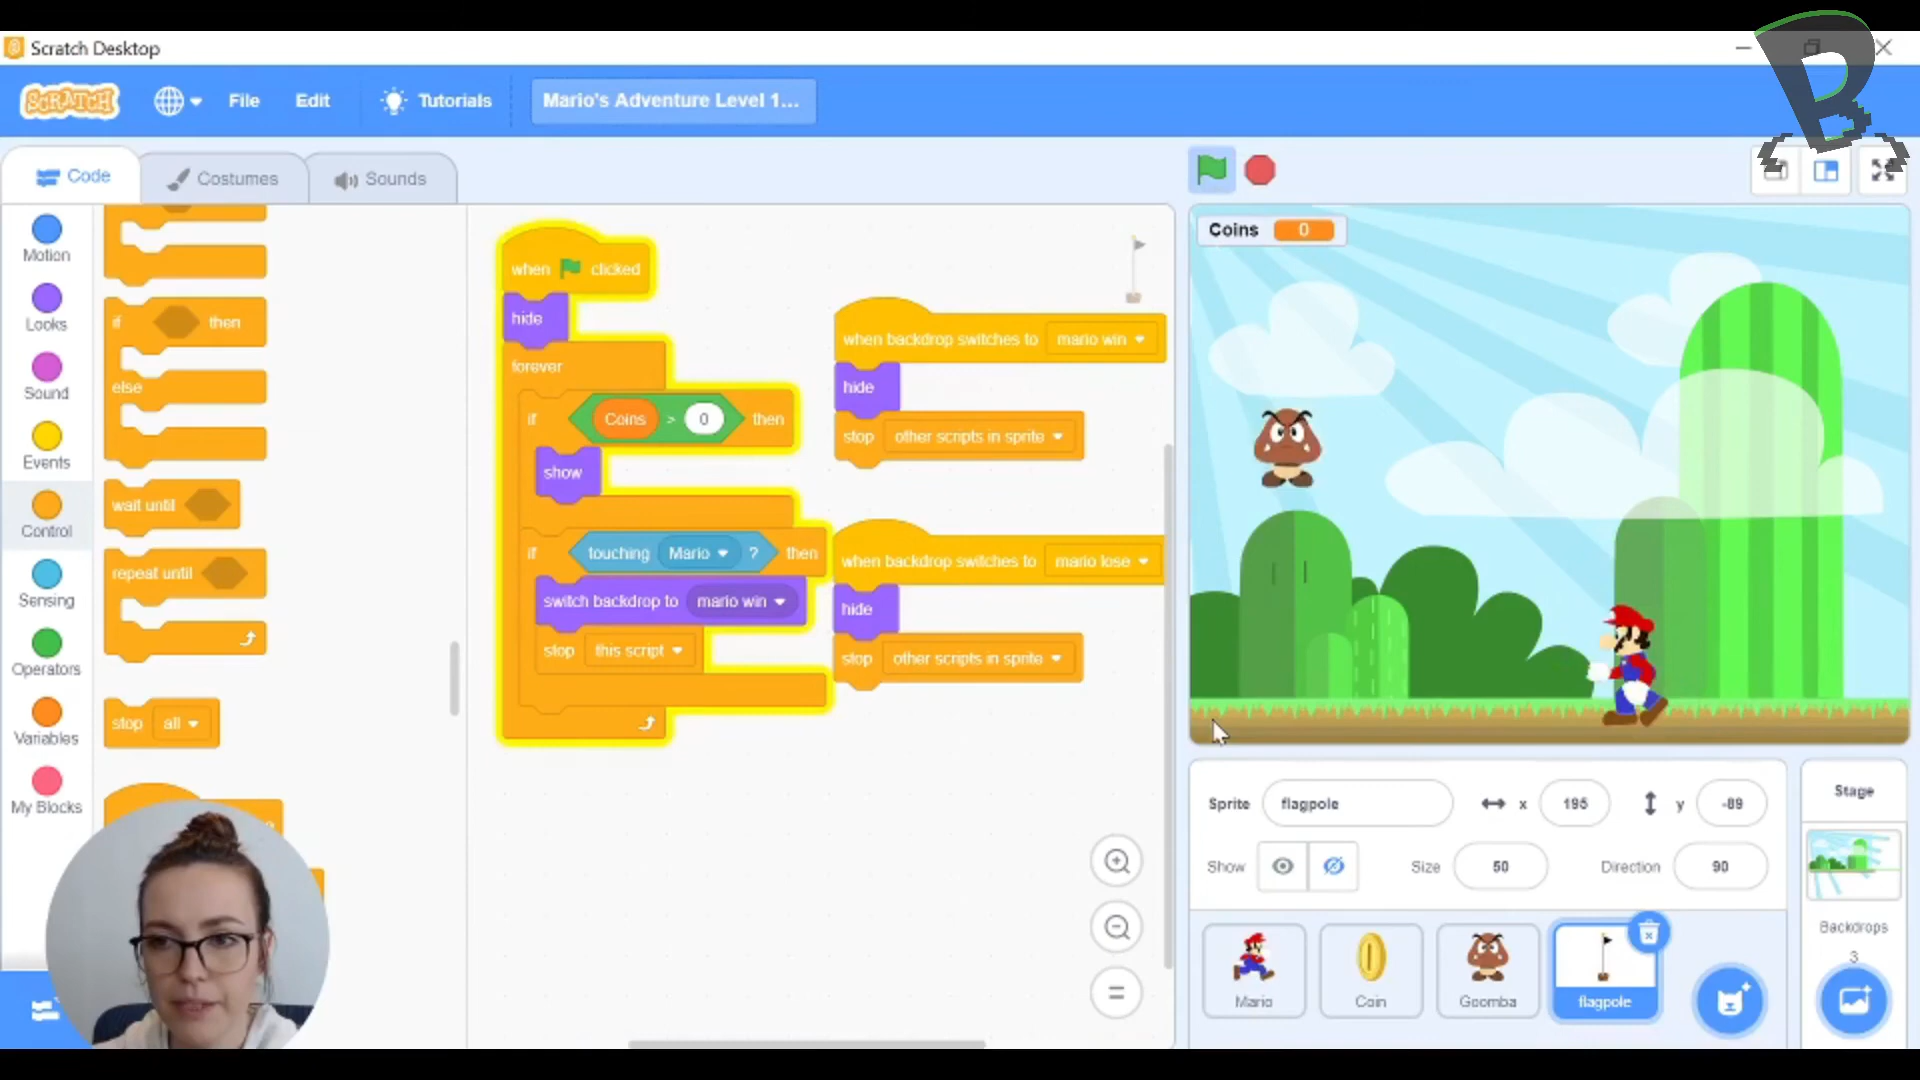 Scratch Desktop
SCRATCH
File
Edit
Tutorials
Mario's Adventure Level 1...
Code
Costumes
Sounds
Motion
Looks
Sound
Events
Control
Sensing
Operators
Variables
My Blocks
if then
else
wait until
repeat until
stop all
when clicked
hide
forever
if Coins > 0 then
show
if touching Mario ? then
switch backdrop to mario win
stop this script
when backdrop switches to mario win
hide
stop other scripts in sprite
when backdrop switches to mario lose
hide
stop other scripts in sprite
B
Coins 0
Sprite flagpole x 195 y -89
Show Size 50 Direction 90
Mario
Coin
Goomba
flagpole
Stage
Backdrops
3